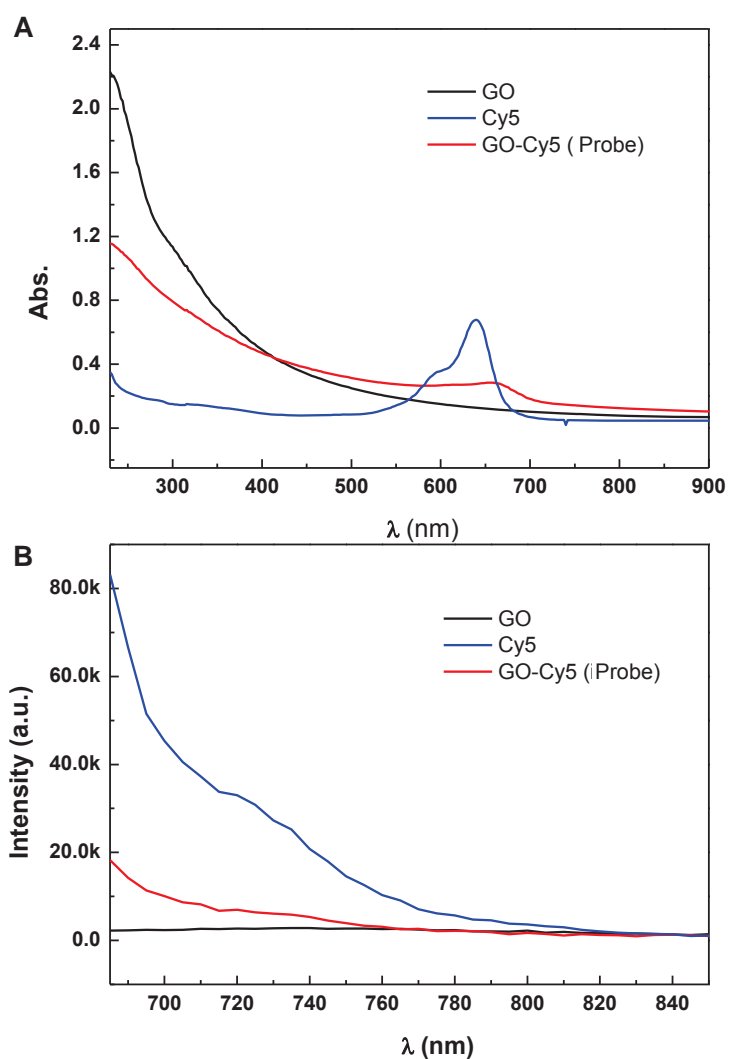 A
2.4
2.0
1.6
1.2
0.8
0.4
0.0
Abs.
GO
Cy5
GO-Cy5 ( Probe)
300 400 500 600 700 800 900
λ (nm)
B
80.0k
60.0k
40.0k
20.0k
0.0
Intensity (a.u.)
GO
Cy5
GO-Cy5 (iProbe)
700 720 740 760 780 800 820 840
λ (nm)